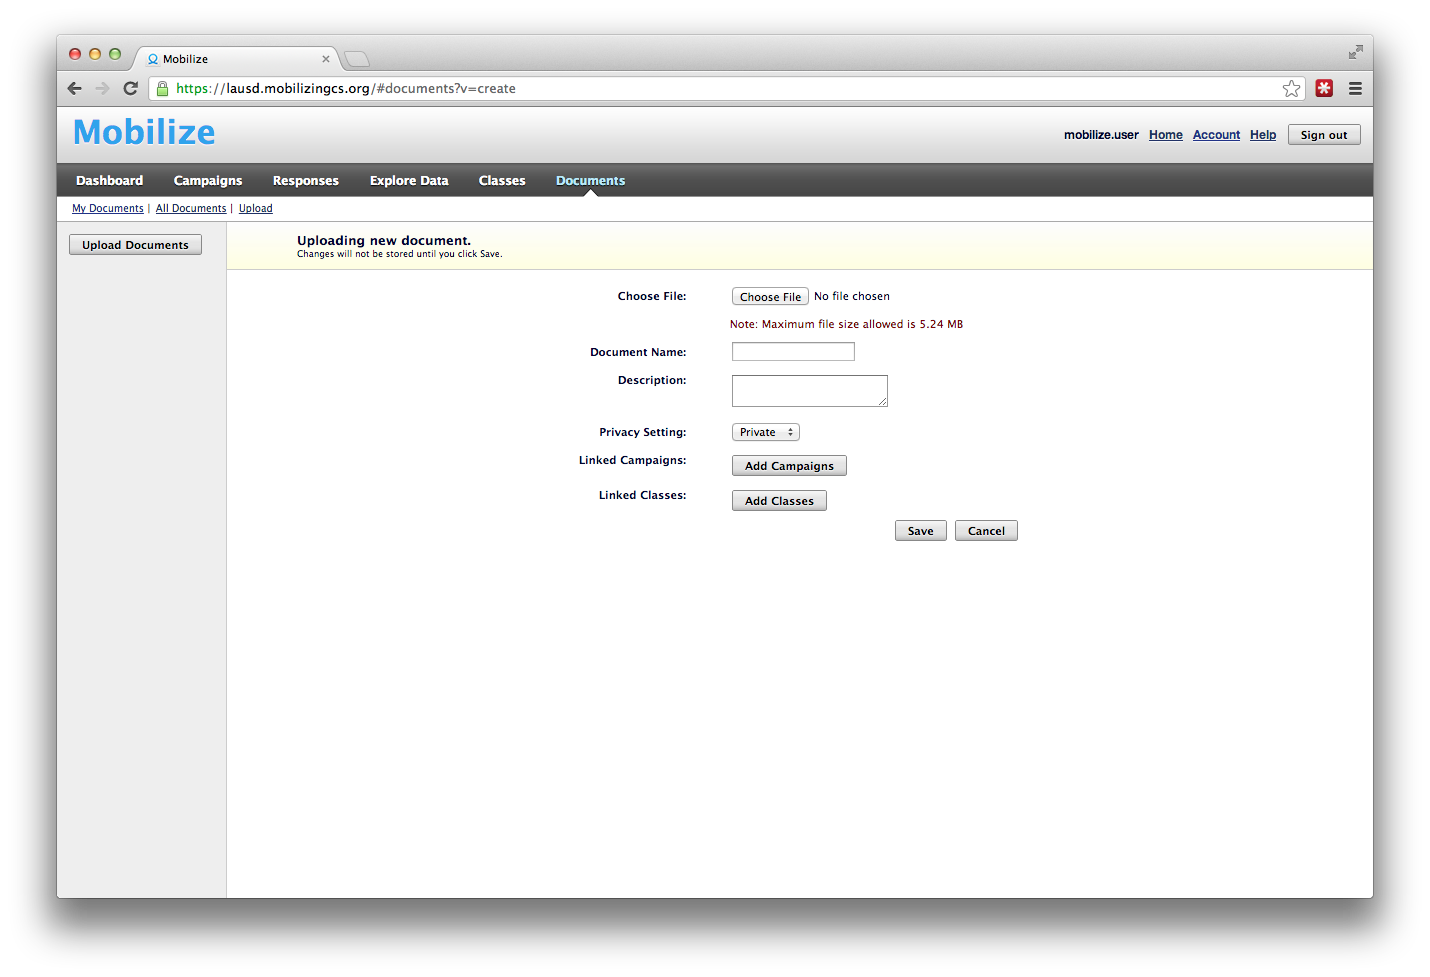 Mobilize
https://lausd.mobilizingcs.org/#documents?v=create
Mobilize
mobilize.user Home Account Help Sign out
Dashboard Campaigns Responses Explore Data Classes Documents
My Documents | All Documents | Upload
Upload Documents
Uploading new document.
Changes will not be stored until you click Save.
Choose File: Choose File No file chosen
Note: Maximum file size allowed is 5.24 MB
Document Name:
Description:
Privacy Setting: Private
Linked Campaigns: Add Campaigns
Linked Classes: Add Classes
Save Cancel